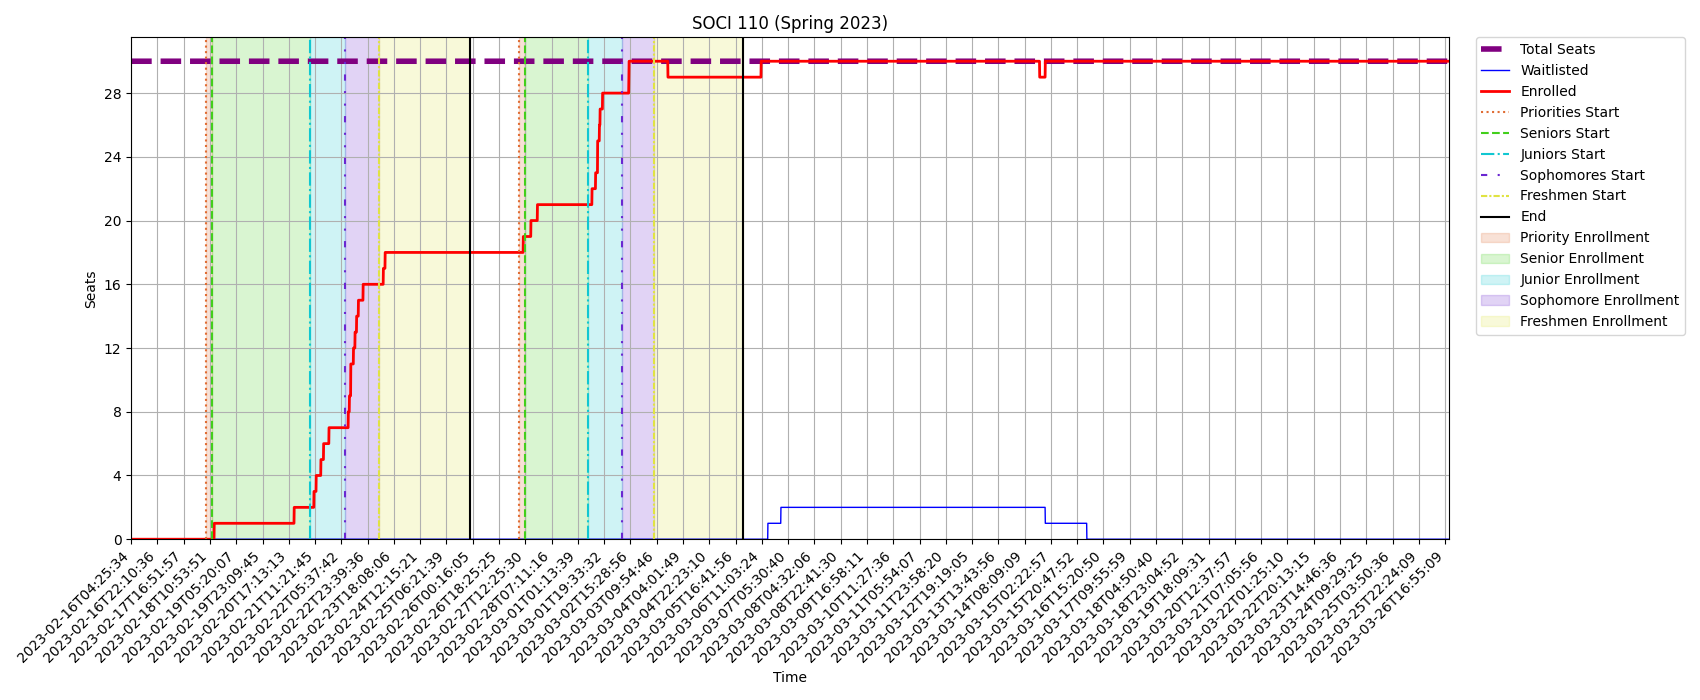 SOCI 110 (Spring 2023)
Seats
28
24
20
16
12
8
4
0
2023-02-16T04:25:34
2023-02-16T22:10:36
2023-02-17T16:51:57
2023-02-18T10:53:51
2023-02-19T05:20:07
2023-02-19T23:09:45
2023-02-20T17:13:13
2023-02-21T11:21:45
2023-02-22T05:37:42
2023-02-22T23:39:36
2023-02-23T18:08:06
2023-02-24T12:15:21
2023-02-25T06:21:39
2023-02-26T00:16:05
2023-02-26T18:25:25
2023-02-27T12:25:30
2023-02-28T07:11:16
2023-03-01T01:13:39
2023-03-01T19:33:32
2023-03-02T15:28:56
2023-03-03T09:54:46
2023-03-04T04:01:49
2023-03-04T22:23:10
2023-03-05T16:41:56
2023-03-06T11:03:24
2023-03-07T05:30:40
2023-03-08T04:32:06
2023-03-08T22:41:30
2023-03-09T16:58:11
2023-03-10T11:27:36
2023-03-11T05:54:07
2023-03-11T23:58:20
2023-03-12T19:19:05
2023-03-13T13:43:56
2023-03-14T08:09:09
2023-03-15T02:22:57
2023-03-15T20:47:52
2023-03-16T15:20:50
2023-03-17T09:55:59
2023-03-18T04:50:40
2023-03-18T23:04:52
2023-03-19T18:09:31
2023-03-20T12:37:57
2023-03-21T07:05:56
2023-03-22T01:25:10
2023-03-22T20:13:15
2023-03-23T14:46:36
2023-03-24T09:29:25
2023-03-25T03:50:36
2023-03-25T22:24:09
2023-03-26T16:55:09
Time
Total Seats
Waitlisted
Enrolled
Priorities Start
Seniors Start
Juniors Start
Sophomores Start
Freshmen Start
End
Priority Enrollment
Senior Enrollment
Junior Enrollment
Sophomore Enrollment
Freshmen Enrollment